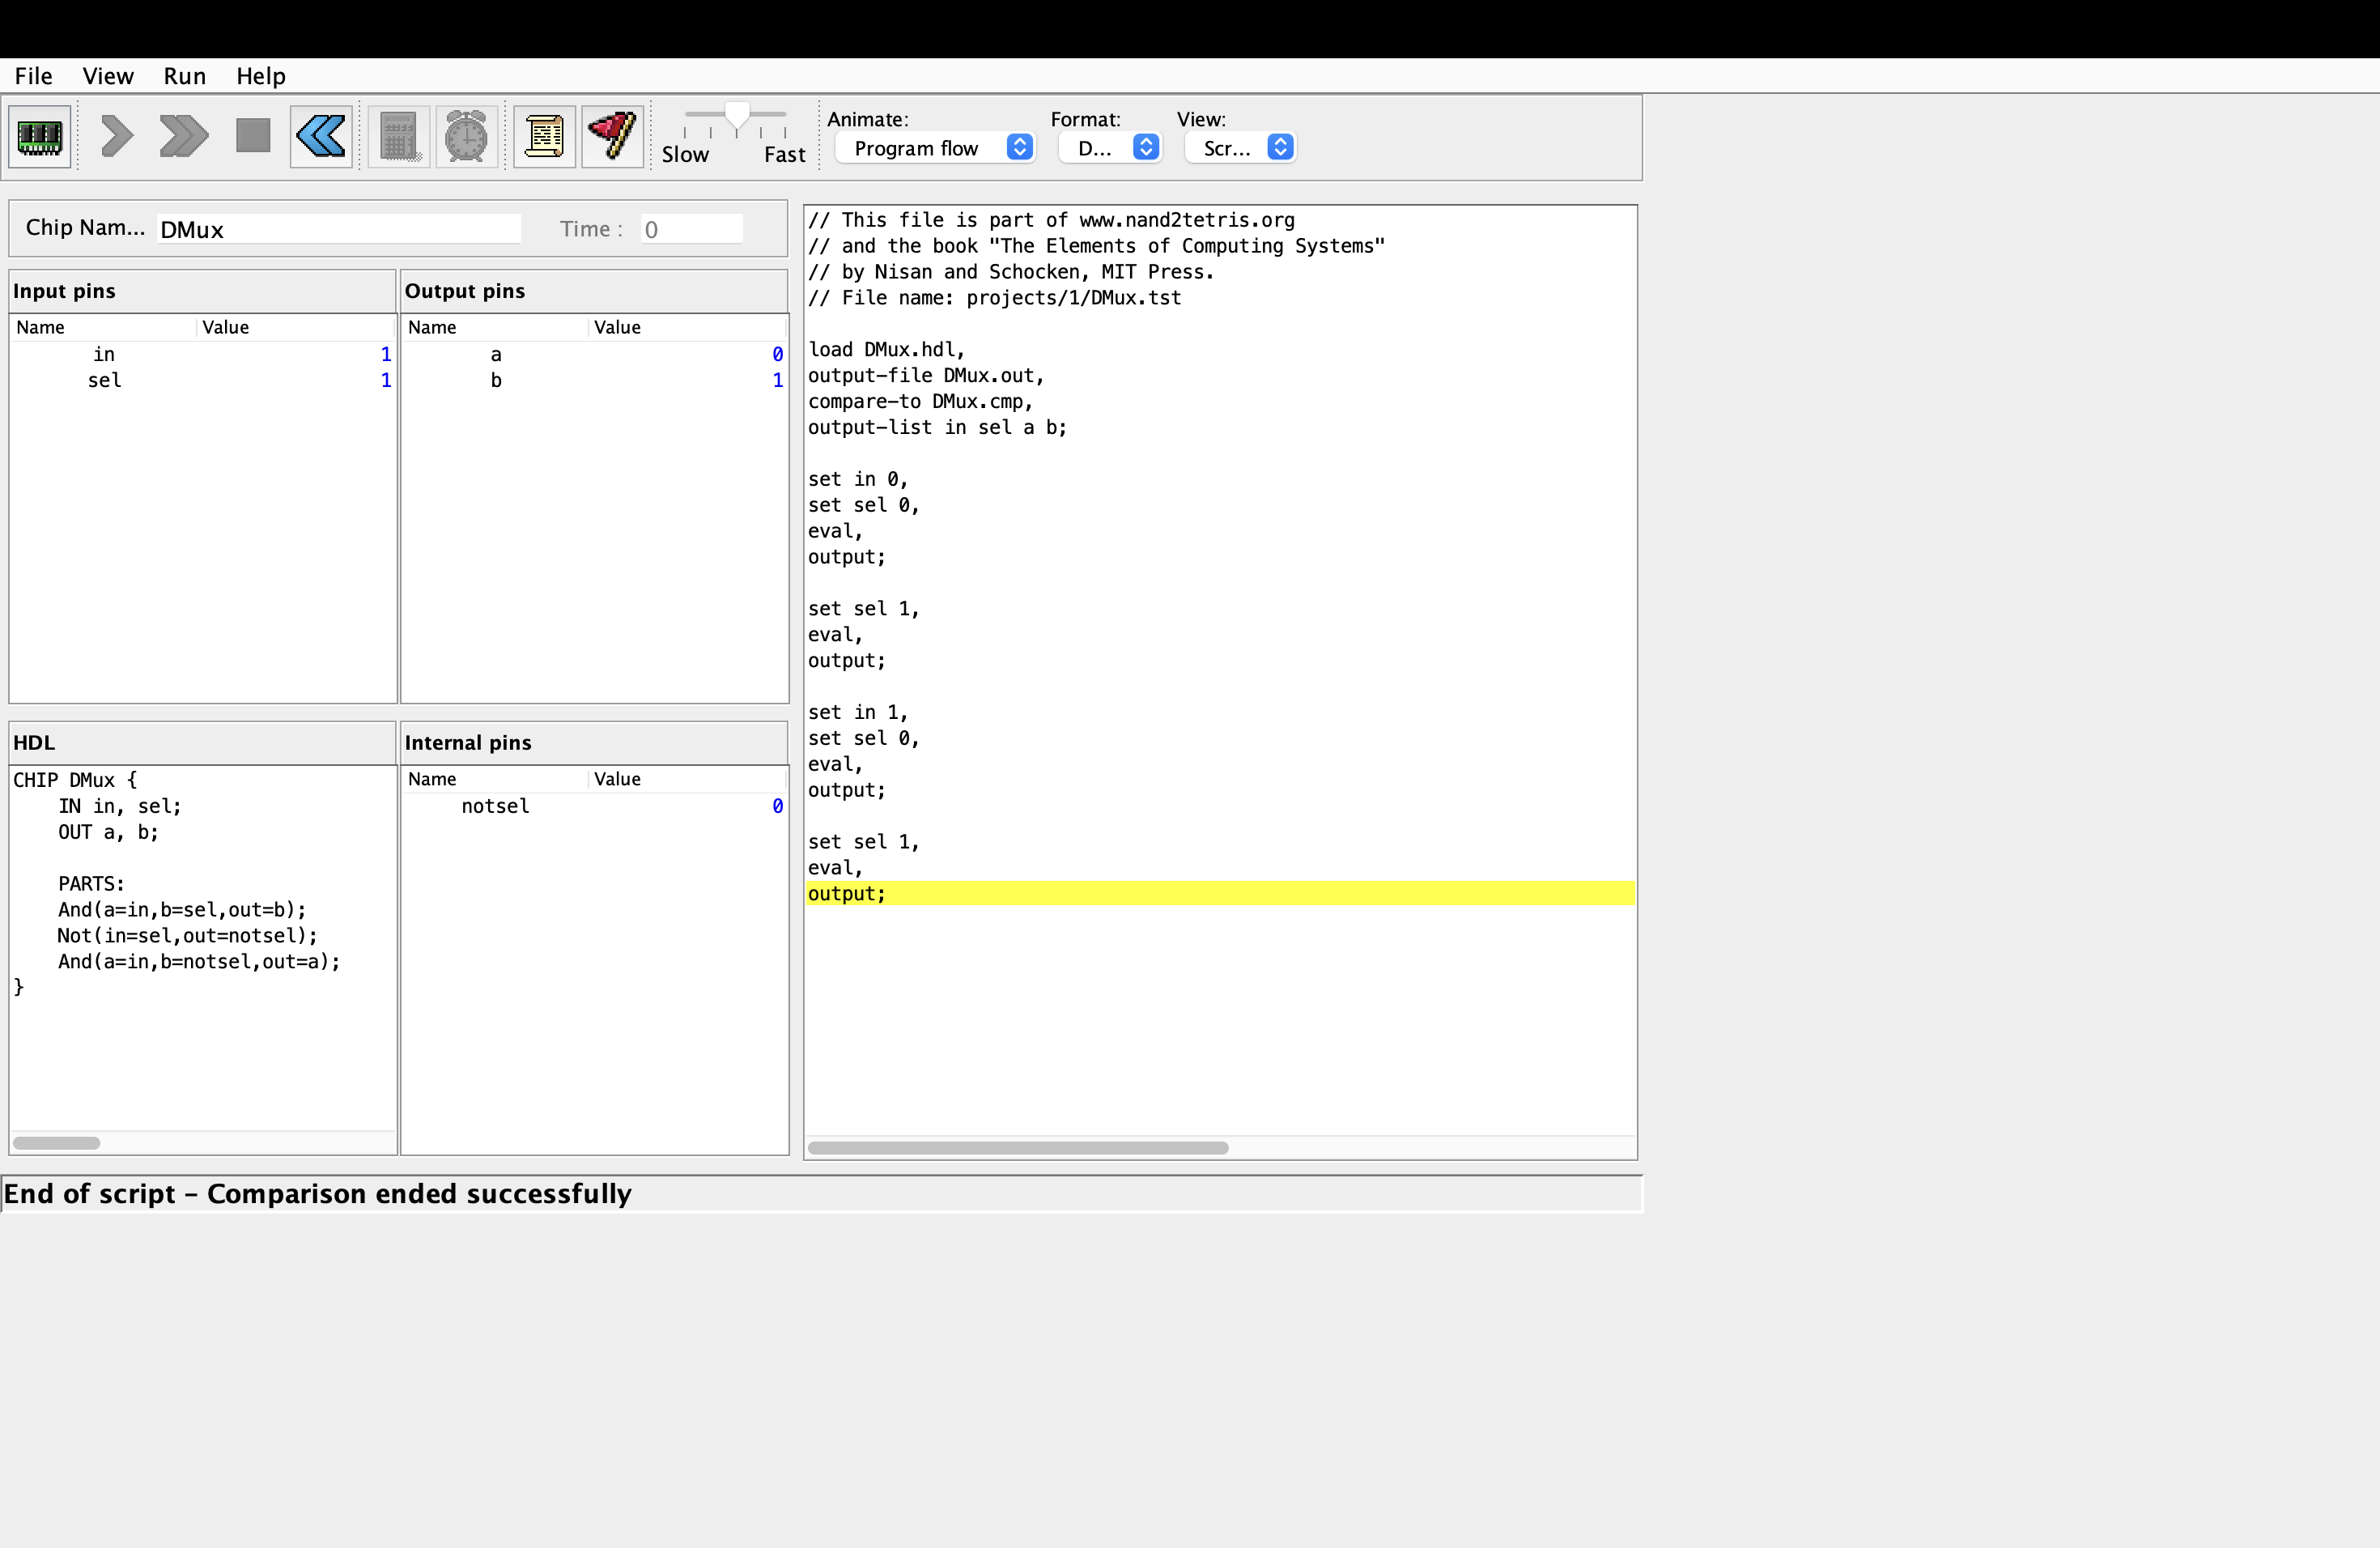 File View Run Help
Slow Fast
Animate: Format: View:
Program flow D... Scr...
Chip Nam... DMux Time : 0
Input pins
Name Value
in 1
sel 1
Output pins
Name Value
a 0
b 1
HDL
CHIP DMux {
    IN in, sel;
    OUT a, b;
    PARTS:
    And(a=in,b=sel,out=b);
    Not(in=sel,out=notsel);
    And(a=in,b=notsel,out=a);
}
Internal pins
Name Value
notsel 0
// This file is part of www.nand2tetris.org
// and the book "The Elements of Computing Systems"
// by Nisan and Schocken, MIT Press.
// File name: projects/1/DMux.tst
load DMux.hdl,
output-file DMux.out,
compare-to DMux.cmp,
output-list in sel a b;
set in 0,
set sel 0,
eval,
output;
set sel 1,
eval,
output;
set in 1,
set sel 0,
eval,
output;
set sel 1,
eval,
output;
End of script - Comparison ended successfully